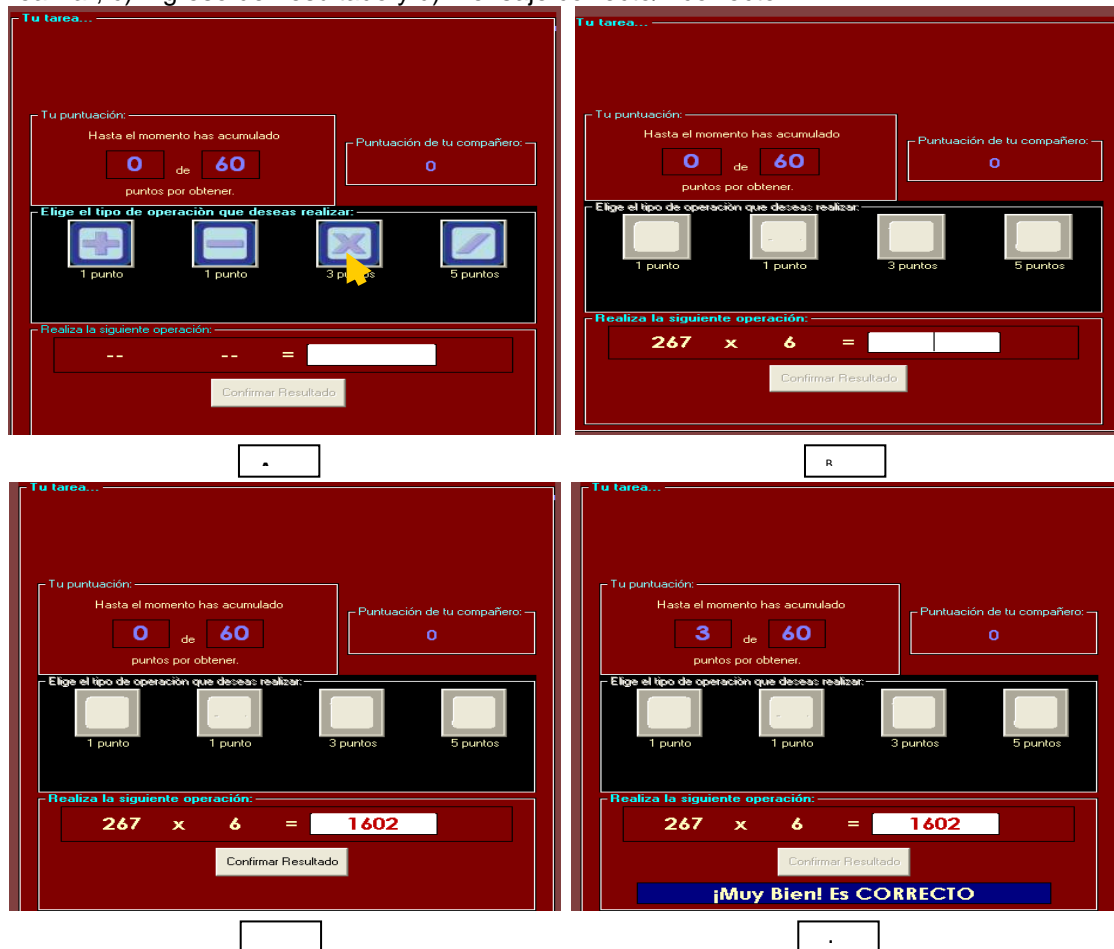 Tu tarea...
Tu puntuación:
Hasta el momento has acumulado
0 de 60
puntos por obtener.
Puntuación de tu compañero:
0
Elige el tipo de operaciòn que deseas realizar:
1 punto 1 punto 3 puntos 5 puntos
Realiza la siguiente operación:
-- -- =
Confirmar Resultado
Tu tarea...
Tu puntuación:
Hasta el momento has acumulado
0 de 60
puntos por obtener.
Puntuación de tu compañero:
0
Elige el tipo de operaciòn que deseas realizar:
1 punto 1 punto 3 puntos 5 puntos
Realiza la siguiente operación:
267 x 6 =
Confirmar Resultado
B
Tu tarea...
Tu puntuación:
Hasta el momento has acumulado
0 de 60
puntos por obtener.
Puntuación de tu compañero:
0
Elige el tipo de operaciòn que deseas realizar:
1 punto 1 punto 3 puntos 5 puntos
Realiza la siguiente operación:
267 x 6 = 1602
Confirmar Resultado
Tu tarea...
Tu puntuación:
Hasta el momento has acumulado
3 de 60
puntos por obtener.
Puntuación de tu compañero:
0
Elige el tipo de operaciòn que deseas realizar:
1 punto 1 punto 3 puntos 5 puntos
Realiza la siguiente operación:
267 x 6 = 1602
Confirmar Resultado
¡Muy Bien! Es CORRECTO